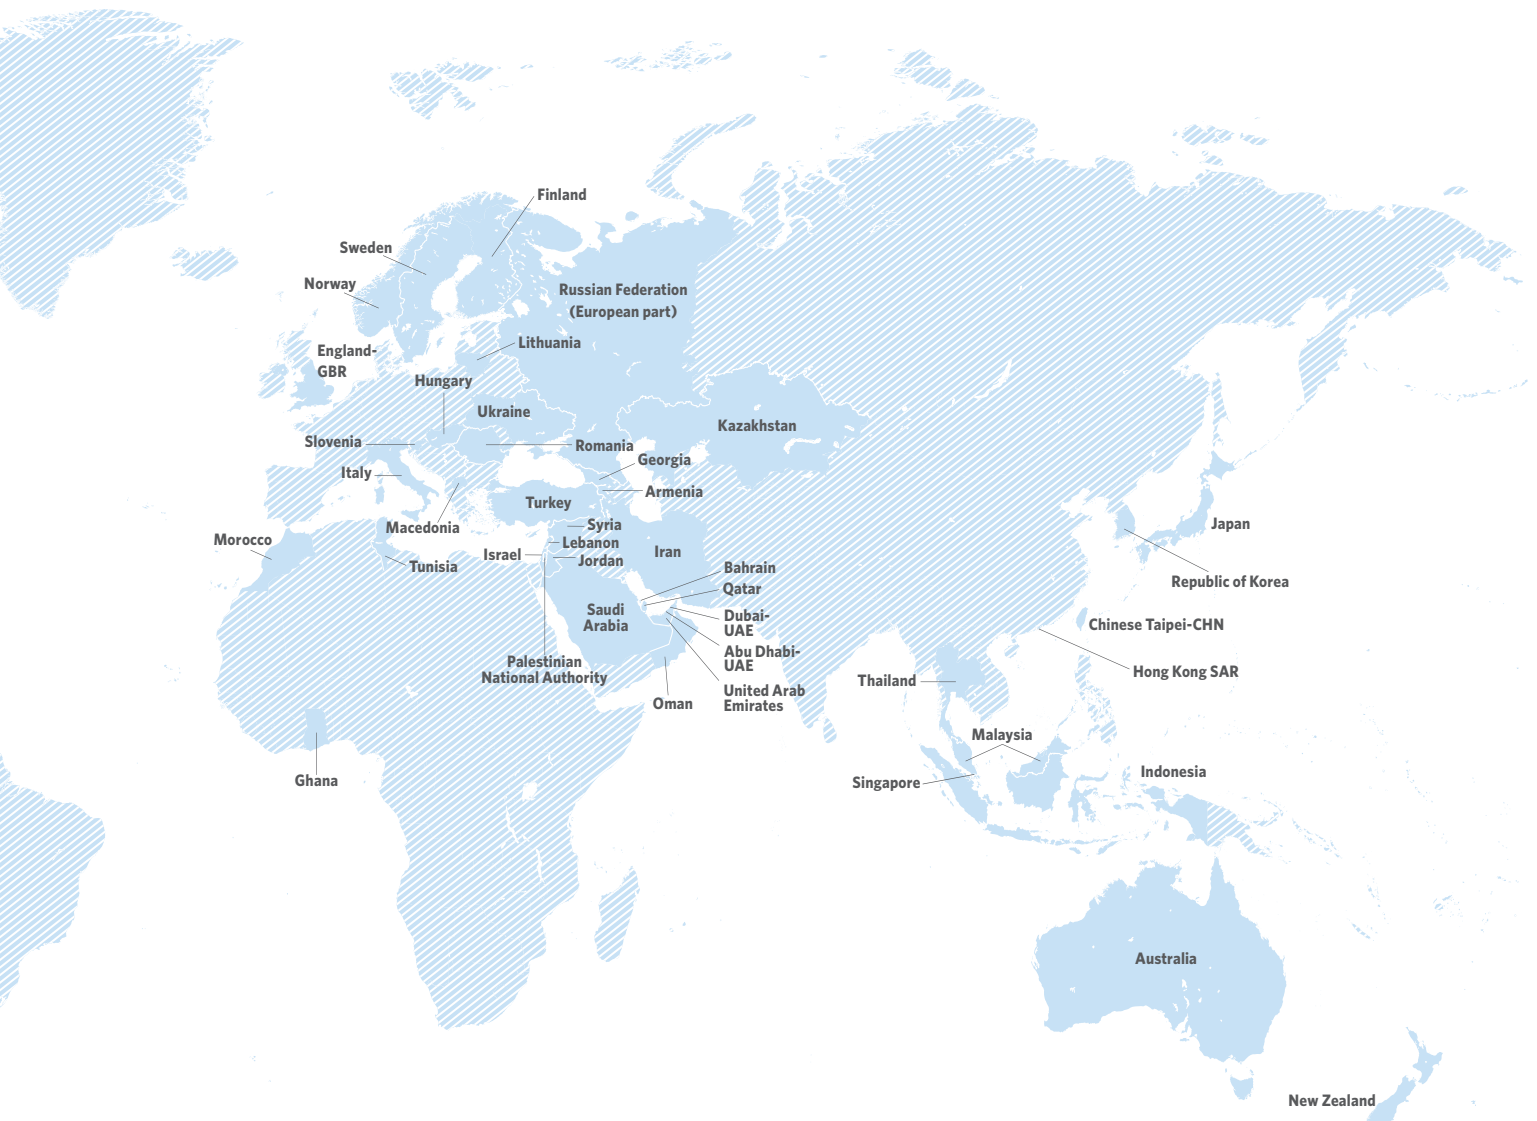 Finland
Sweden
Norway
Russian Federation
(European part)
England-
GBR
Lithuania
Hungary
Ukraine
Kazakhstan
Slovenia
Romania
Georgia
Italy
Armenia
Turkey
Macedonia
Syria
Japan
Morocco
Lebanon
Israel
Iran
Jordan
Tunisia
Bahrain
Republic of Korea
Qatar
Saudi
Arabia
Dubai-
UAE
Chinese Taipei-CHN
Abu Dhabi-
UAE
Palestinian
National Authority
Hong Kong SAR
Thailand
United Arab
Emirates
Oman
Malaysia
Indonesia
Ghana
Singapore
Australia
New Zealand